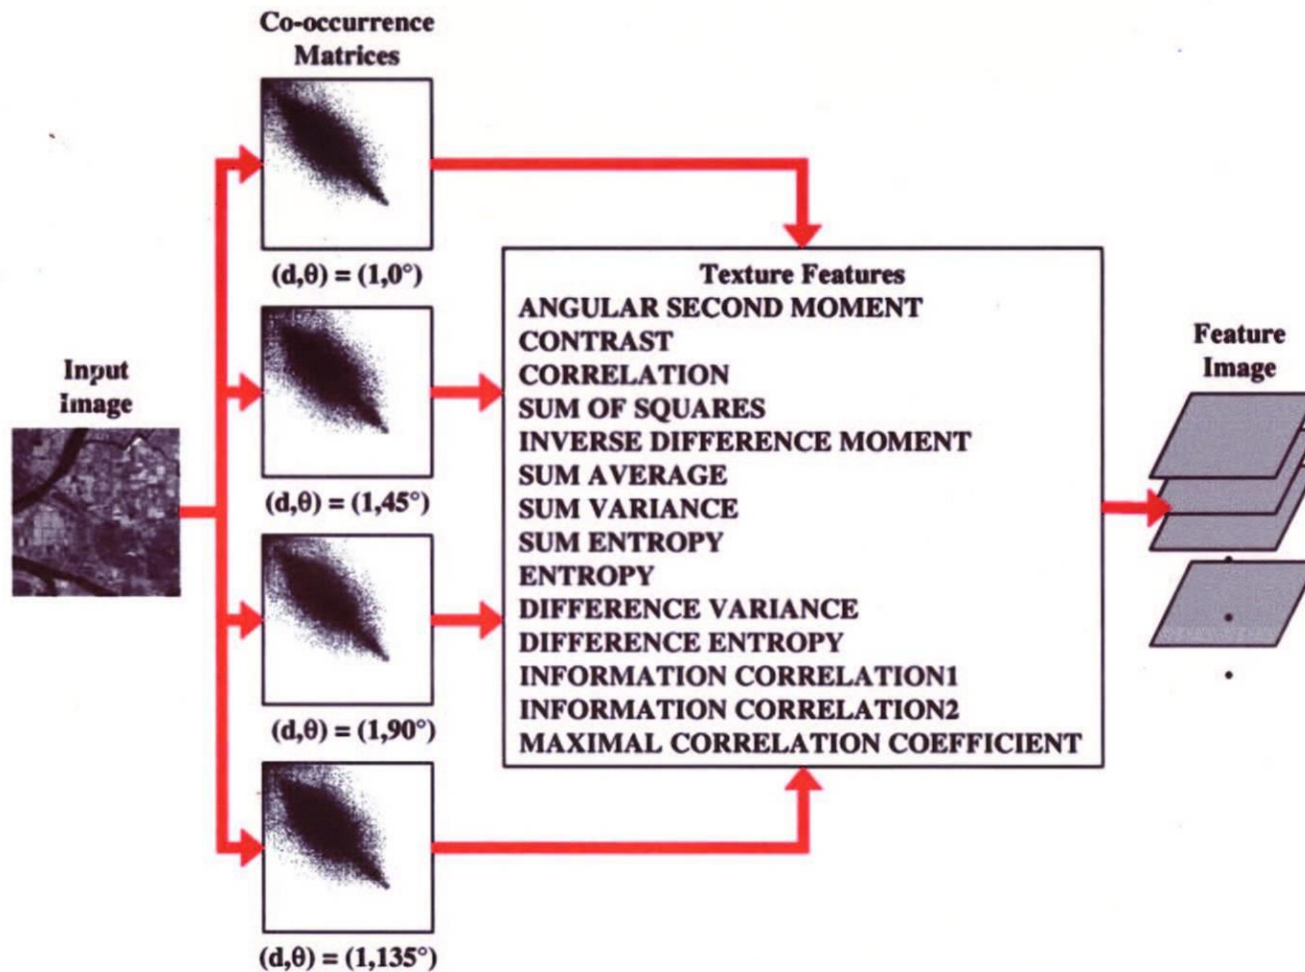 Co-occurrence
Matrices
(d,θ) = (1,0°)
(d,θ) = (1,45°)
(d,θ) = (1,90°)
(d,θ) = (1,135°)
Input
Image
Texture Features
ANGULAR SECOND MOMENT
CONTRAST
CORRELATION
SUM OF SQUARES
INVERSE DIFFERENCE MOMENT
SUM AVERAGE
SUM VARIANCE
SUM ENTROPY
ENTROPY
DIFFERENCE VARIANCE
DIFFERENCE ENTROPY
INFORMATION CORRELATION1
INFORMATION CORRELATION2
MAXIMAL CORRELATION COEFFICIENT
Feature
Image